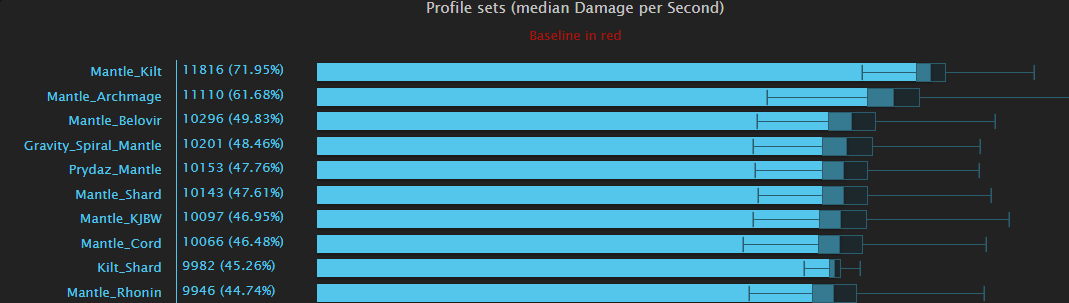 Profile sets (median Damage per Second)
Baseline in red
Mantle_Kilt 11816 (71.95%)
Mantle_Archmage 11110 (61.68%)
Mantle_Belovir 10296 (49.83%)
Gravity_Spiral_Mantle 10201 (48.46%)
Prydaz_Mantle 10153 (47.76%)
Mantle_Shard 10143 (47.61%)
Mantle_KJBW 10097 (46.95%)
Mantle_Cord 10066 (46.48%)
Kilt_Shard 9982 (45.26%)
Mantle_Rhonin 9946 (44.74%)